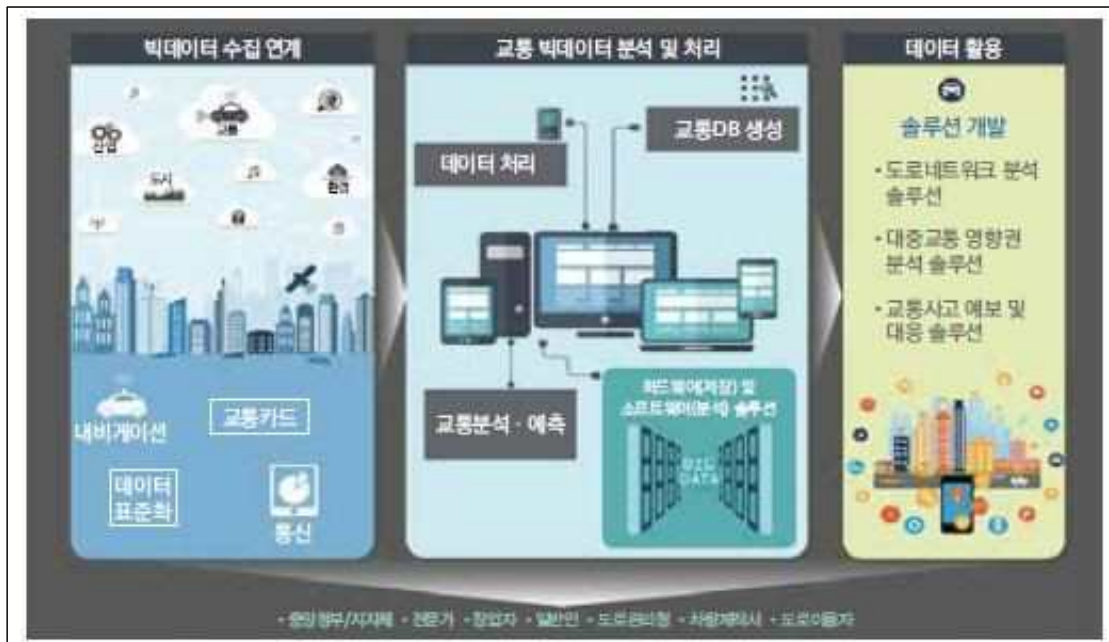 빅데이터 수집 연계
교통
산업
도시
환경
내비게이션
교통카드
데이터
표준화
통신
교통 빅데이터 분석 및 처리
데이터 처리
교통DB 생성
교통분석 · 예측
하드웨어(저장) 및
소프트웨어(분석) 솔루션
BIG
DATA
데이터 활용
솔루션 개발
• 도로네트워크 분석
솔루션
• 대중교통 영향권
분석 솔루션
• 교통사고 예보 및
대응 솔루션
• 중앙정부/지자체 • 전문가 • 창업자 • 일반인 • 도로관리청 • 도로이용자